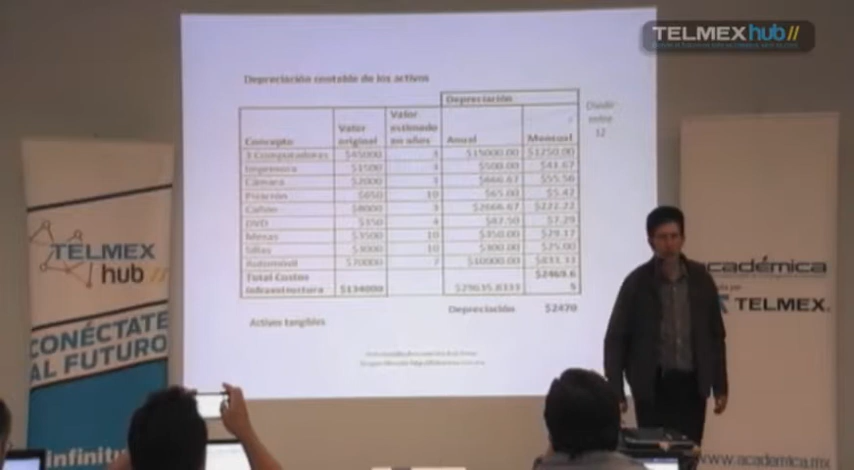 TELMEXhub//
Depreciación contable de los activos
Depreciación
Dividir
entre
12
Concepto Valor original Valor estimado en años Anual Mensual
3 Computadoras $45000 3 $15000.00 $1250.00
Impresora $1500 3 $500.00 $41.67
Cámara $2000 3 $666.67 $55.56
Pizarrón $650 10 $65.00 $5.42
Cañón $8000 3 $2666.67 $222.22
DVD $350 4 $87.50 $7.29
Mesas $3500 10 $350.00 $29.17
Sillas $3000 10 $300.00 $25.00
Automóvil $70000 7 $10000.00 $833.33
Total Costos
Infraestructura $134000 $29635.8333 $2469.6
5
Depreciación $2470
Activos tangibles
TELMEX
hub //
CONÉCTATE
AL FUTURO
infinitu
académica
por
TELMEX.
www.academica.mx